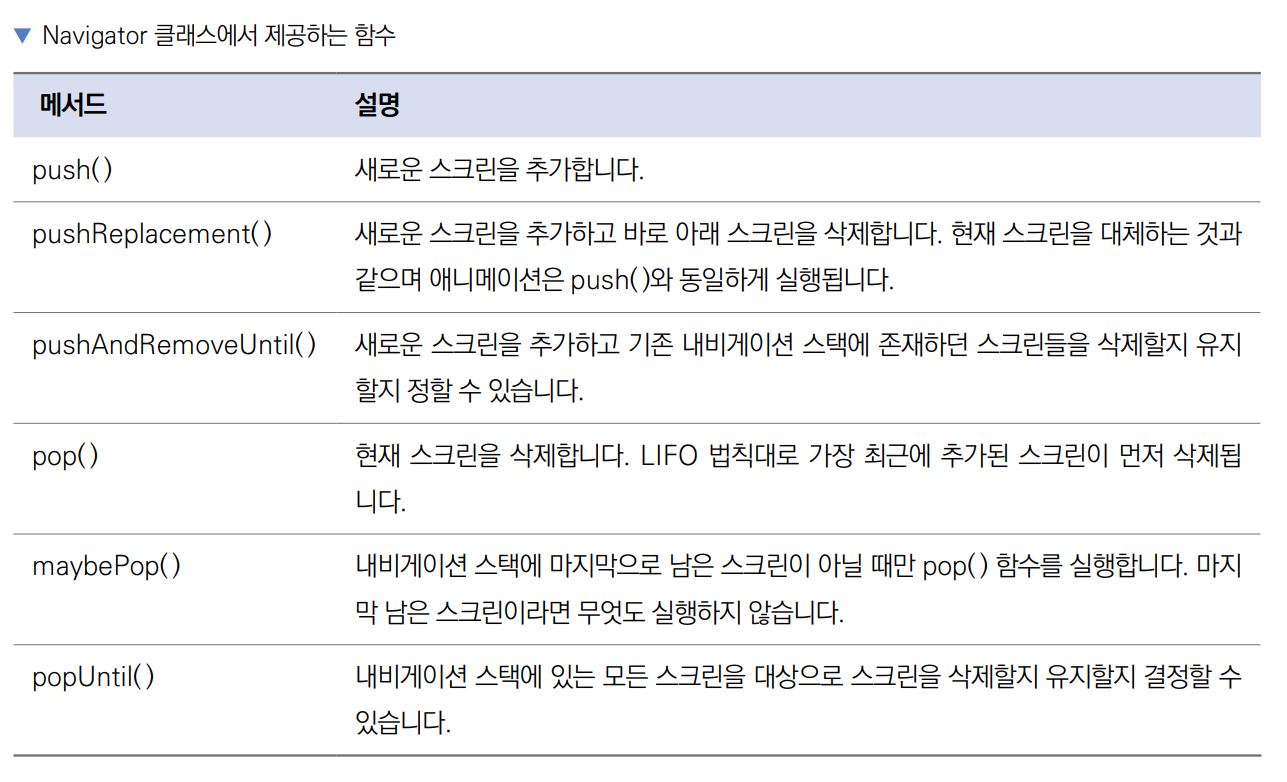 ▼ Navigator 클래스에서 제공하는 함수
메서드 설명
push() 새로운 스크린을 추가합니다.
pushReplacement() 새로운 스크린을 추가하고 바로 아래 스크린을 삭제합니다. 현재 스크린을 대체하는 것과
같으며 애니메이션은 push()와 동일하게 실행됩니다.
pushAndRemoveUntil() 새로운 스크린을 추가하고 기존 내비게이션 스택에 존재하던 스크린들을 삭제할지 유지
할지 정할 수 있습니다.
pop() 현재 스크린을 삭제합니다. LIFO 법칙대로 가장 최근에 추가된 스크린이 먼저 삭제됩
니다.
maybePop() 내비게이션 스택에 마지막으로 남은 스크린이 아닐 때만 pop() 함수를 실행합니다. 마지
막 남은 스크린이라면 무엇도 실행하지 않습니다.
popUntil() 내비게이션 스택에 있는 모든 스크린을 대상으로 스크린을 삭제할지 유지할지 결정할 수
있습니다.